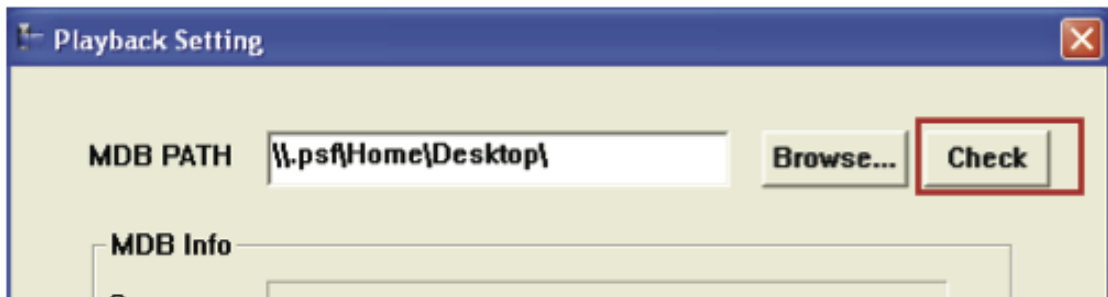 Playback Setting
MDB PATH \\.psf\Home\Desktop\ Browse... Check
MDB Info